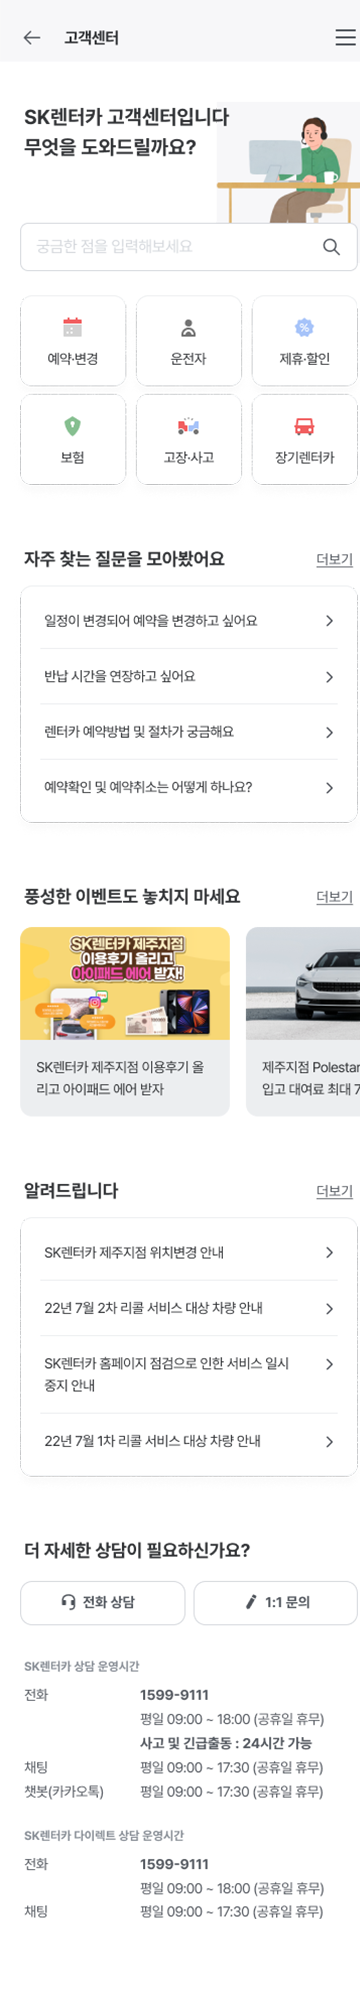 고객센터
SK렌터카 고객센터입니다
무엇을 도와드릴까요?
궁금한 점을 입력해보세요
예약·변경
운전자
%
제휴·할인
보험
고장·사고
장기렌터카
자주 찾는 질문을 모아봤어요
더보기
일정이 변경되어 예약을 변경하고 싶어요
반납 시간을 연장하고 싶어요
렌터카 예약방법 및 절차가 궁금해요
예약확인 및 예약취소는 어떻게 하나요?
풍성한 이벤트도 놓치지 마세요
더보기
SK렌터카 제주지점
이용후기 올리고
아이패드 에어 받자!
SK렌터카 제주지점 이용후기 올
리고 아이패드 에어 받자
제주지점 Polestar
입고 대여료 최대 7
알려드립니다
더보기
SK렌터카 제주지점 위치변경 안내
22년 7월 2차 리콜 서비스 대상 차량 안내
SK렌터카 홈페이지 점검으로 인한 서비스 일시
중지 안내
22년 7월 1차 리콜 서비스 대상 차량 안내
더 자세한 상담이 필요하신가요?
전화 상담
1:1 문의
SK렌터카 상담 운영시간
전화 1599-9111
평일 09:00 ~ 18:00 (공휴일 휴무)
사고 및 긴급출동 : 24시간 가능
채팅 평일 09:00 ~ 17:30 (공휴일 휴무)
챗봇(카카오톡) 평일 09:00 ~ 17:30 (공휴일 휴무)
SK렌터카 다이렉트 상담 운영시간
전화 1599-9111
평일 09:00 ~ 18:00 (공휴일 휴무)
채팅 평일 09:00 ~ 17:30 (공휴일 휴무)